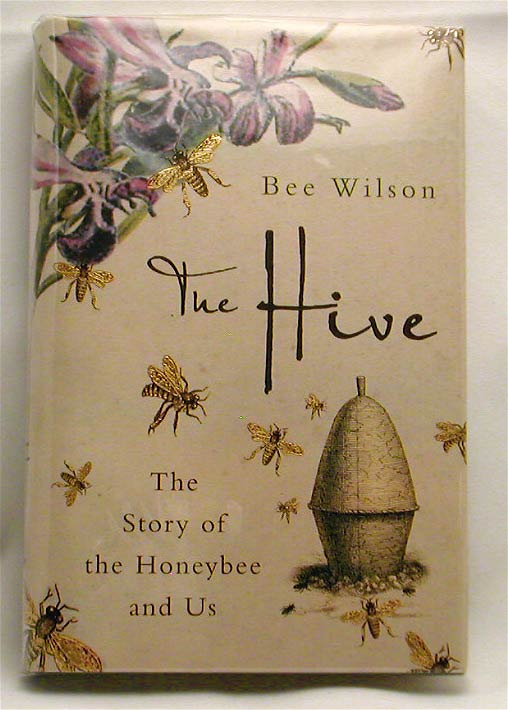 Bee Wilson
The Hive
The
Story of
the Honeybee
and Us